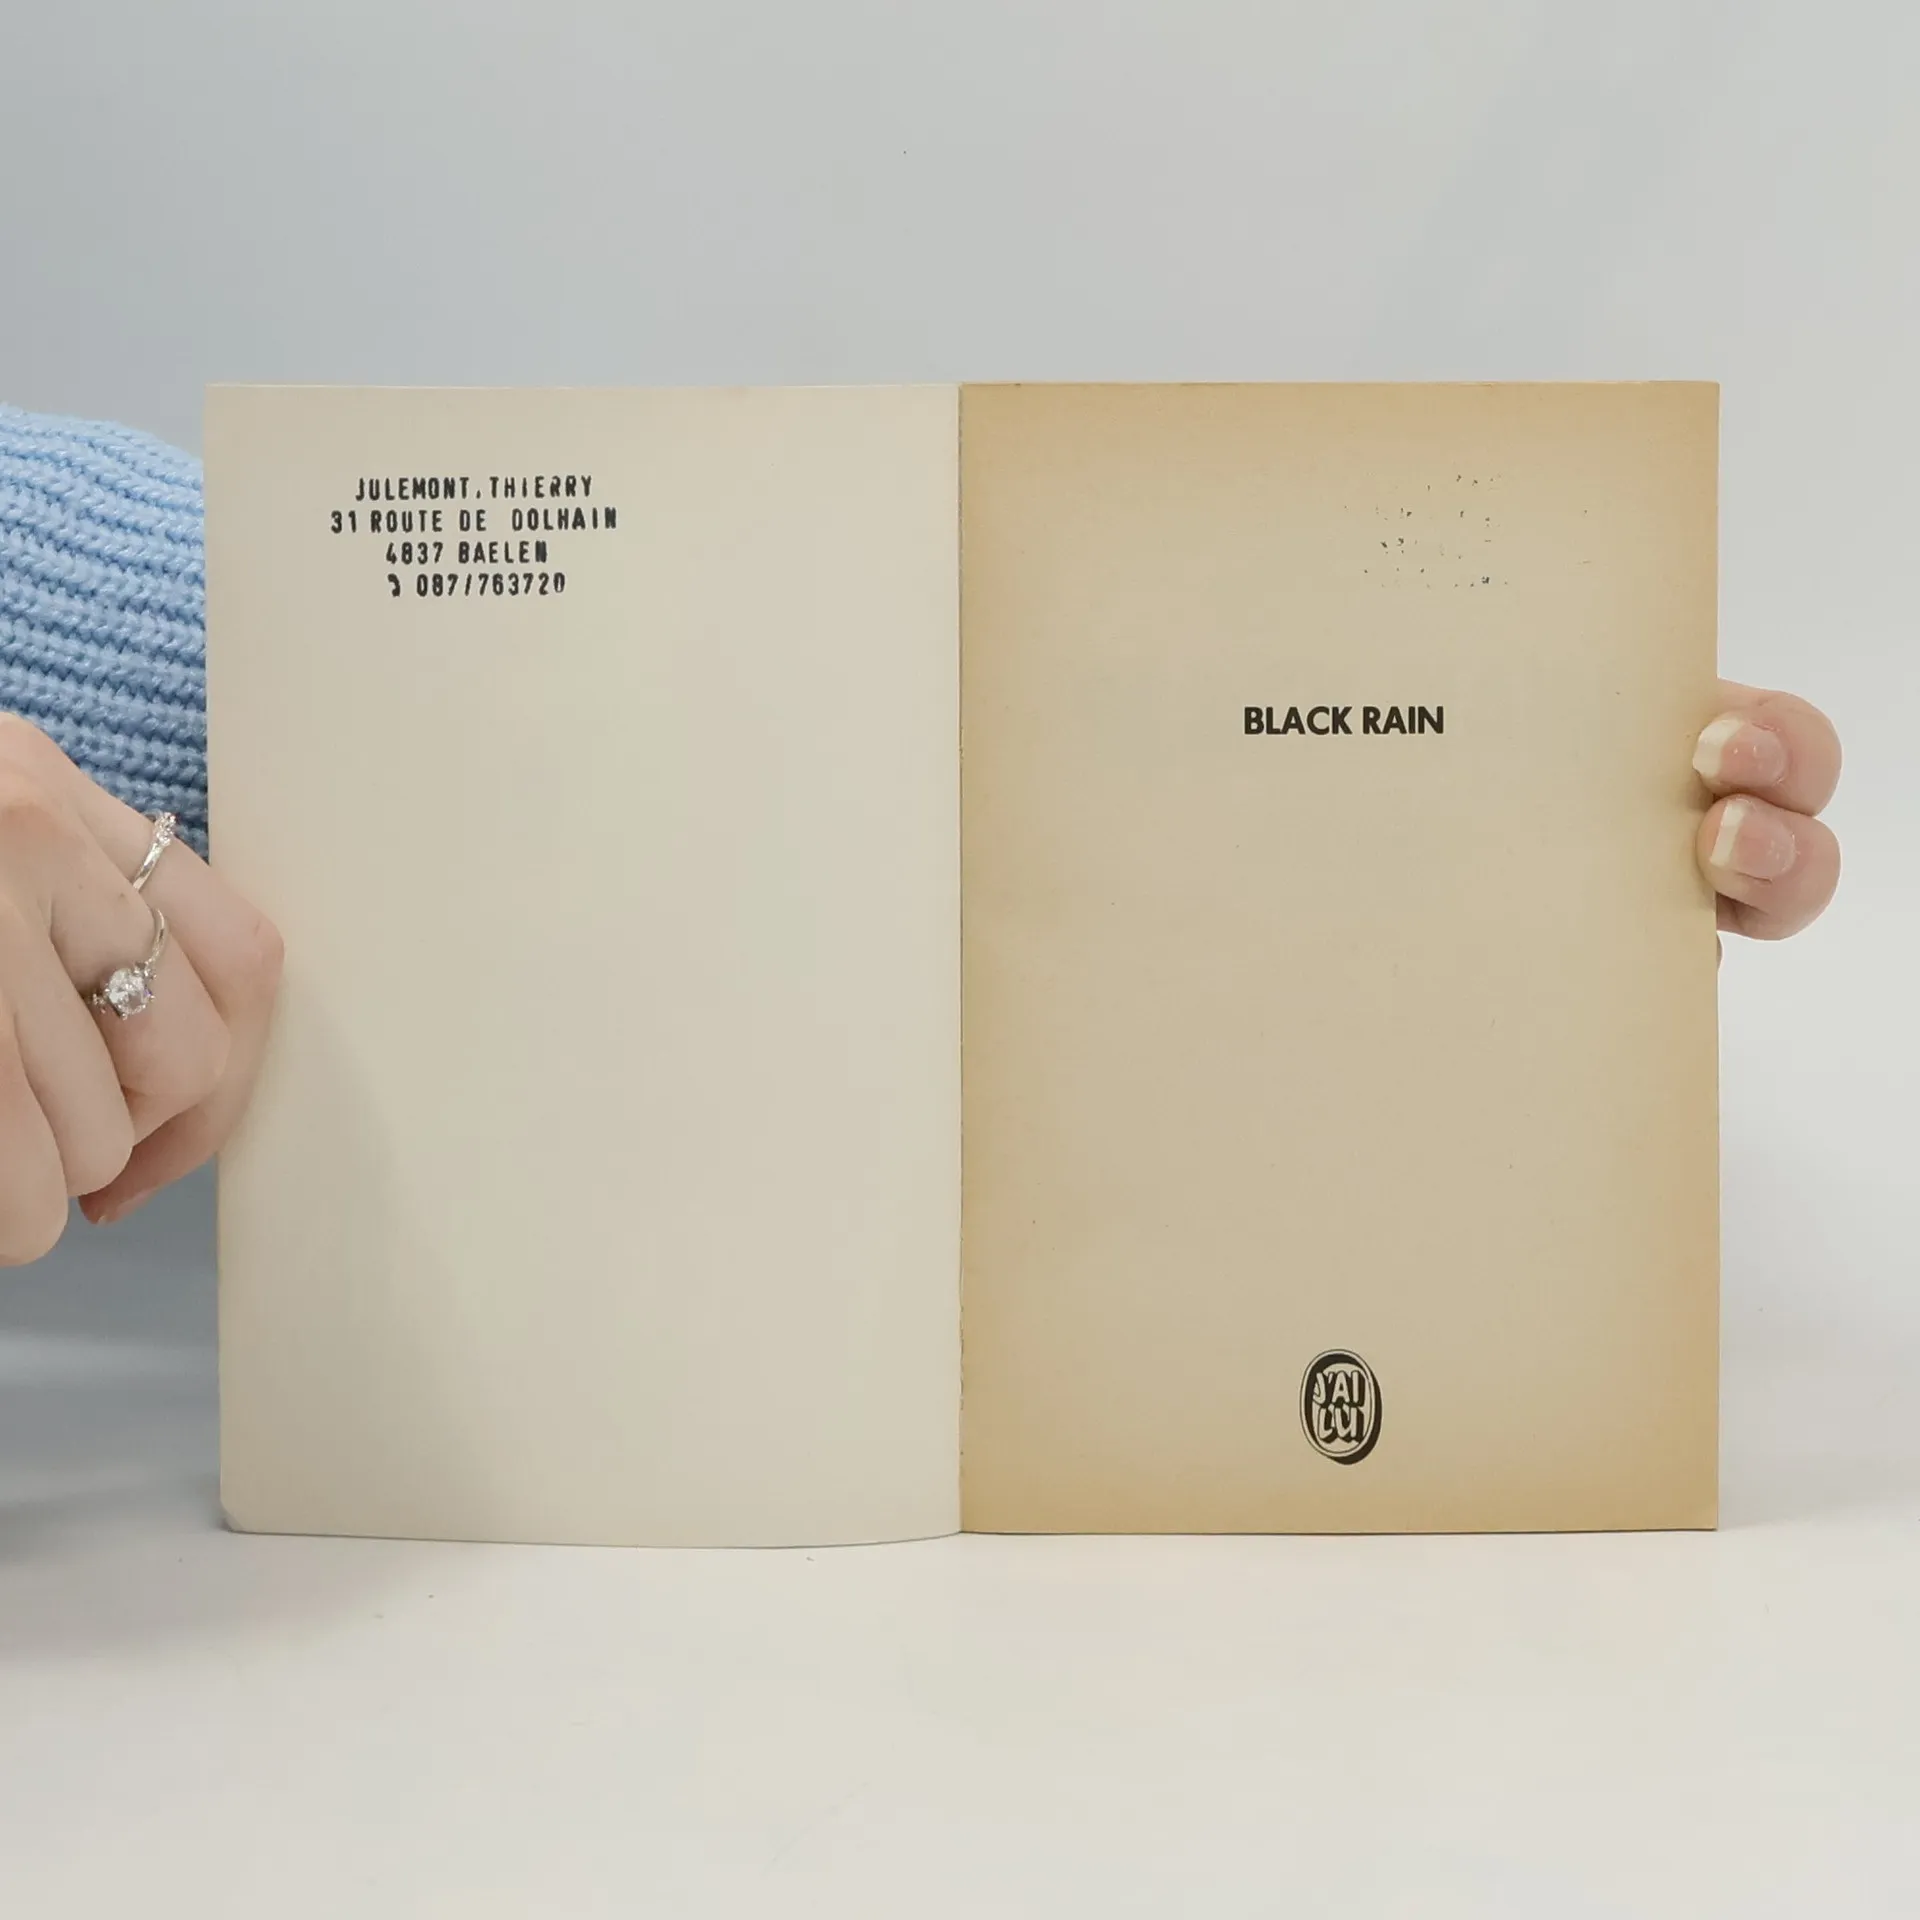 JULEMONT, THIERRY
31 ROUTE DE DOLHAIN
4837 BAELEN
087/763720
BLACK RAIN
J'AI
LU